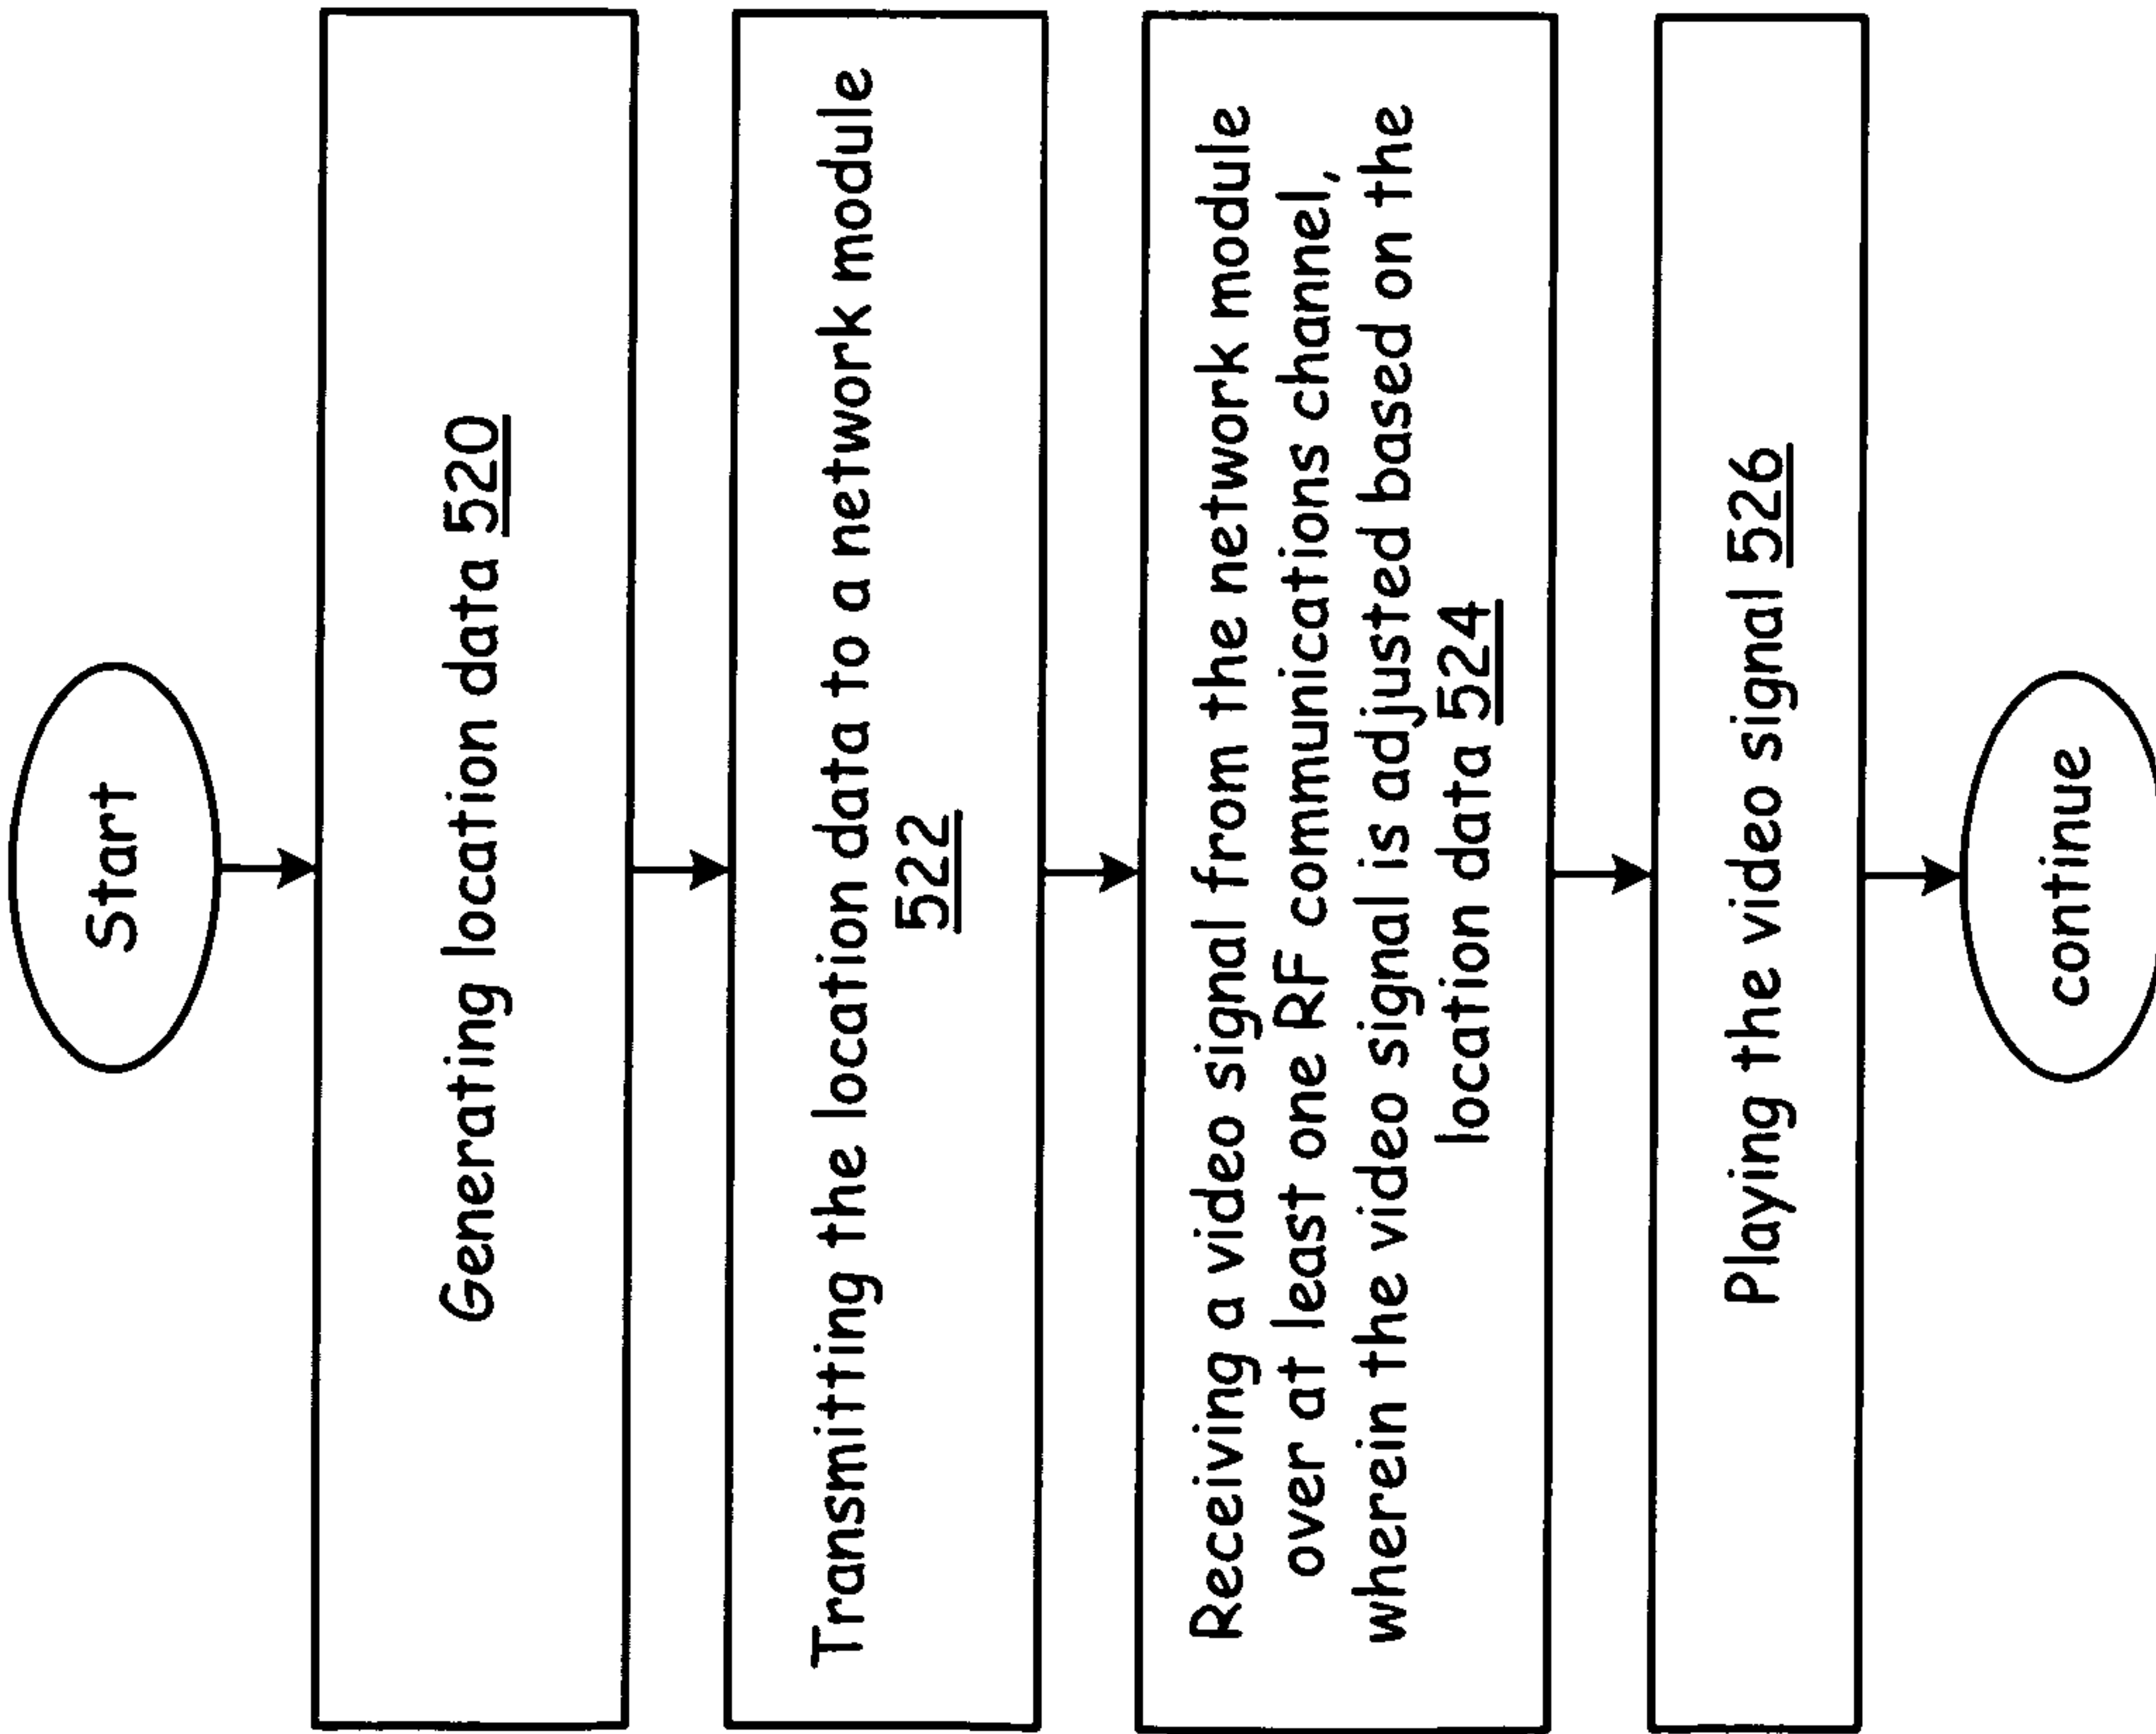 Start
Generating location data 520
Transmitting the location data to a network module
522
Receiving a video signal from the network module
over at least one RF communications channel,
wherein the video signal is adjusted based on the
location data 524
Playing the video signal 526
continue